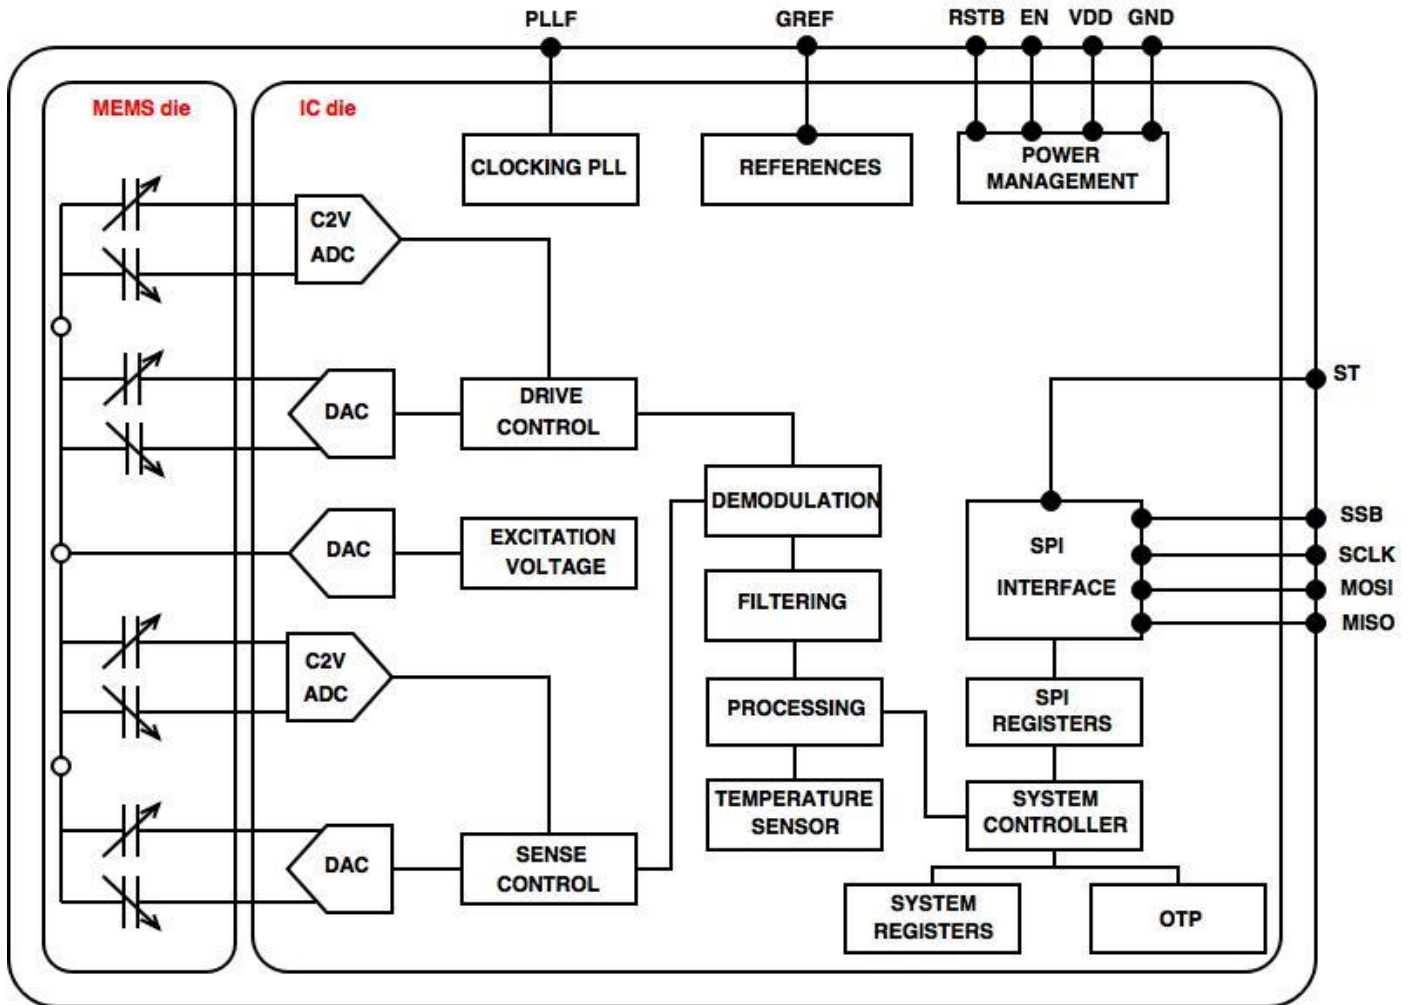 PLLF
GREF
RSTB EN VDD GND
MEMS die
IC die
CLOCKING PLL
REFERENCES
POWER
MANAGEMENT
C2V
ADC
ST
DAC
DRIVE
CONTROL
DEMODULATION
SPI
INTERFACE
SSB
SCLK
MOSI
MISO
DAC
EXCITATION
VOLTAGE
FILTERING
C2V
ADC
PROCESSING
SPI
REGISTERS
TEMPERATURE
SENSOR
SYSTEM
CONTROLLER
DAC
SENSE
CONTROL
SYSTEM
REGISTERS
OTP